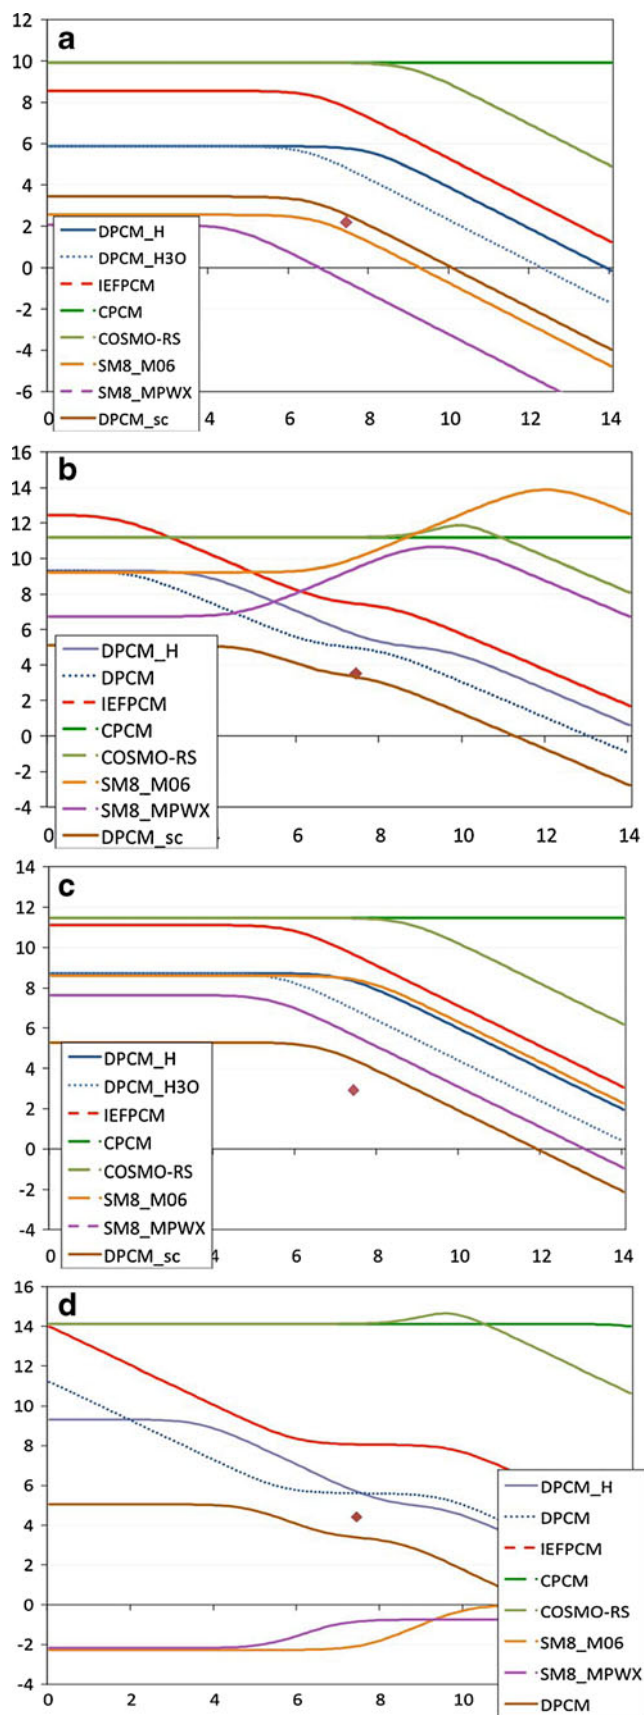 a
12
10
8
6
4
2
0
-2
-4
-6
DPCM_H
DPCM_H3O
IEFPCM
CPCM
COSMO-RS
SM8_M06
SM8_MPWX
DPCM_sc
0 4 6 8 10 12 14
b
16
14
12
10
8
6
4
2
0
-2
-4
DPCM_H
DPCM
IEFPCM
CPCM
COSMO-RS
SM8_M06
SM8_MPWX
DPCM_sc
0 4 6 8 10 12 14
c
14
12
10
8
6
4
2
0
-2
-4
DPCM_H
DPCM_H3O
IEFPCM
CPCM
COSMO-RS
SM8_M06
SM8_MPWX
DPCM_sc
0 4 6 8 10 12 14
d
16
14
12
10
8
6
4
2
0
-2
-4
DPCM_H
DPCM
IEFPCM
CPCM
COSMO-RS
SM8_M06
SM8_MPWX
DPCM
0 2 4 6 8 10